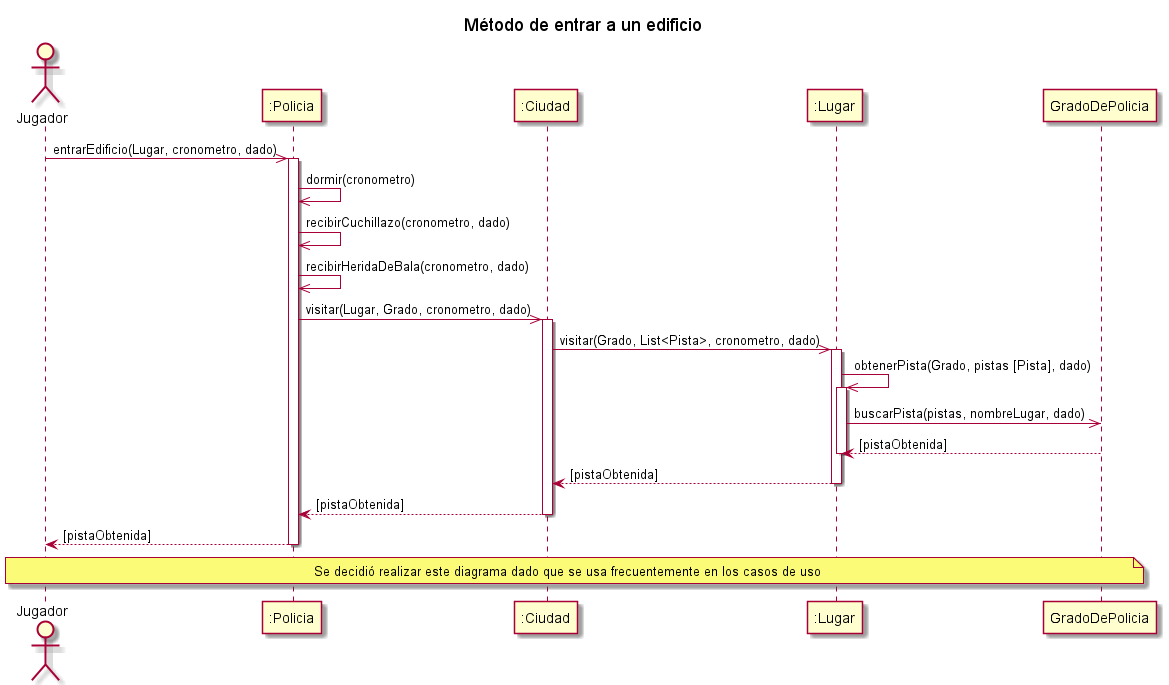 Método de entrar a un edificio
Jugador
:Policia
:Ciudad
:Lugar
GradoDePolicia
entrarEdificio(Lugar, cronometro, dado)
dormir(cronometro)
recibirCuchillazo(cronometro, dado)
recibirHeridaDeBala(cronometro, dado)
visitar(Lugar, Grado, cronometro, dado)
visitar(Grado, List<Pista>, cronometro, dado)
obtenerPista(Grado, pistas [Pista], dado)
buscarPista(pistas, nombreLugar, dado)
[pistaObtenida]
[pistaObtenida]
[pistaObtenida]
[pistaObtenida]
Se decidió realizar este diagrama dado que se usa frecuentemente en los casos de uso
Jugador
:Policia
:Ciudad
:Lugar
GradoDePolicia